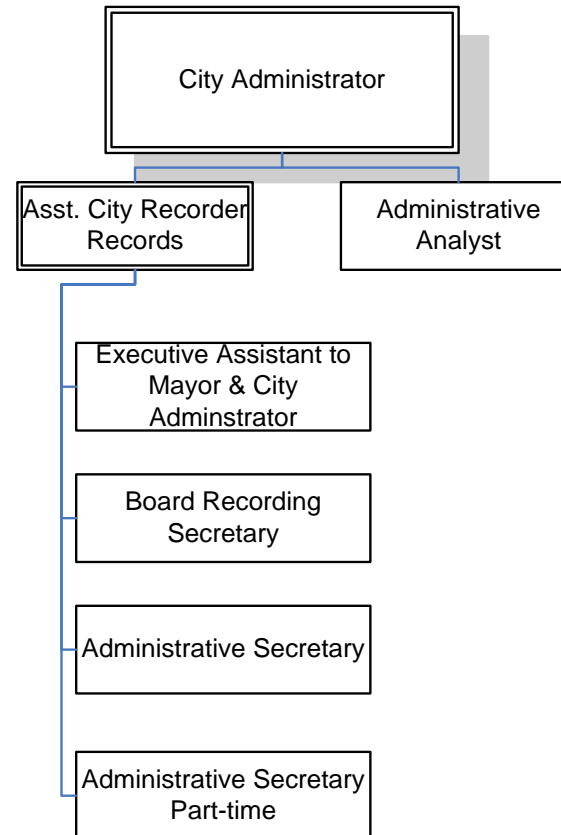 City Administrator
Asst. City Recorder
Records
Administrative
Analyst
Executive Assistant to
Mayor & City
Adminstrator
Board Recording
Secretary
Administrative Secretary
Administrative Secretary
Part-time